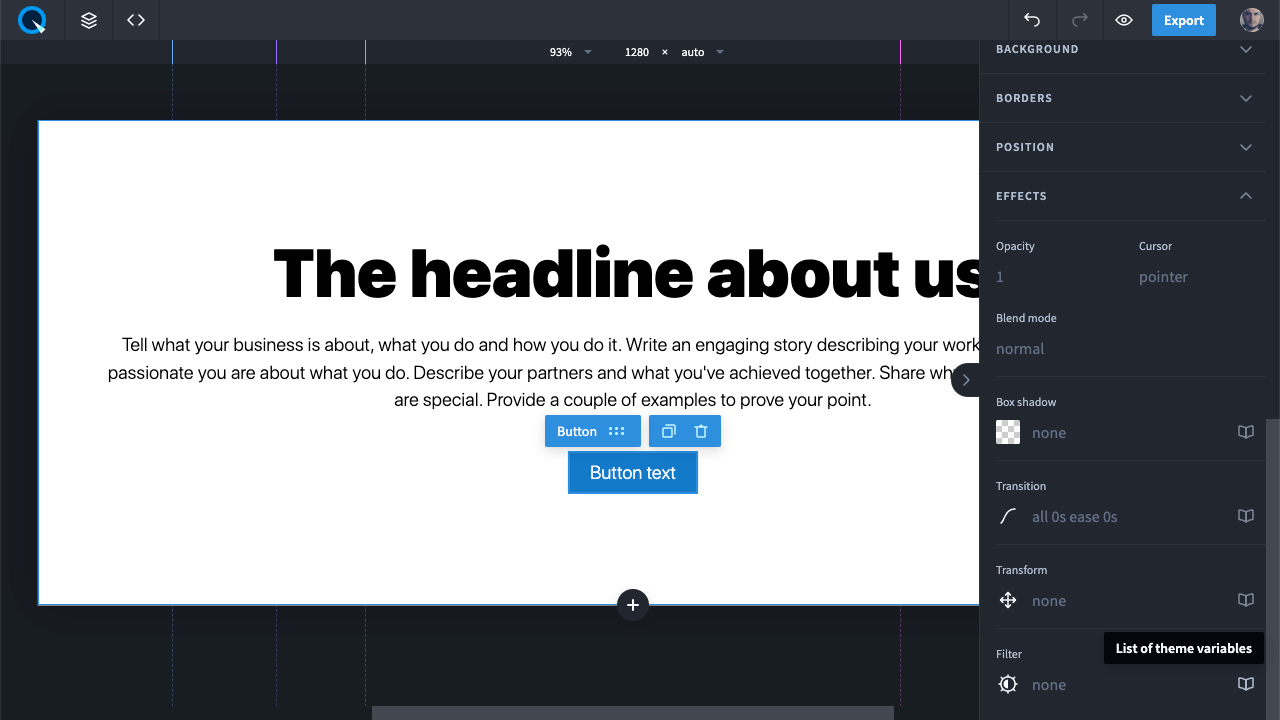 93% 1280 × auto
Export
BACKGROUND
BORDERS
POSITION
EFFECTS
Opacity Cursor
1 pointer
Blend mode
normal
Box shadow
none
Transition
all 0s ease 0s
Transform
none
List of theme variables
Filter
none
The headline about us
Tell what your business is about, what you do and how you do it. Write an engaging story describing your work
passionate you are about what you do. Describe your partners and what you've achieved together. Share
are special. Provide a couple of examples to prove your point.
Button
Button text